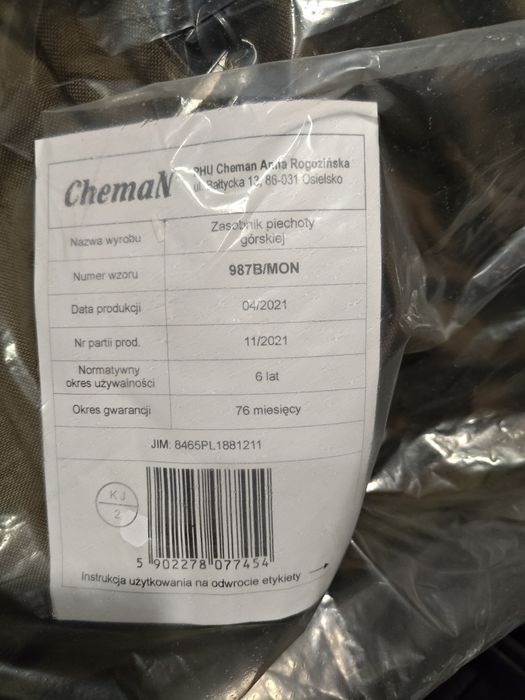 ChemaN
PHU Cheman Anna Rogozińska
ul. Bałtycka 13, 86-031 Osielsko
Nazwa wyrobu
Zasobnik piechoty
górskiej
Numer wzoru
987B/MON
Data produkcji
04/2021
Nr partii prod.
11/2021
Normatywny
okres używalności
6 lat
Okres gwarancji
76 miesięcy
JIM: 8465PL1881211
KJ
2
5 902278 077454
Instrukcja użytkowania na odwrocie etykiety